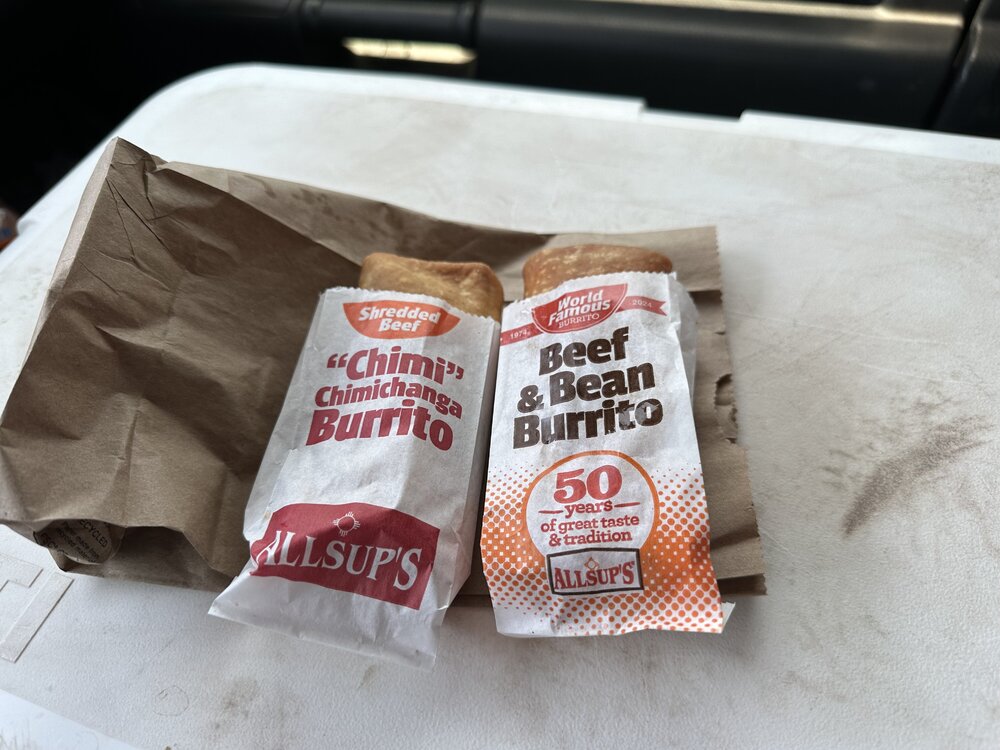 Shredded
Beef
“Chimi”
Chimichanga
Burrito
ALLSUP'S
World
Famous
BURRITO
1974
2024
Beef
& Bean
Burrito
50
years
of great taste
& tradition
ALLSUP'S